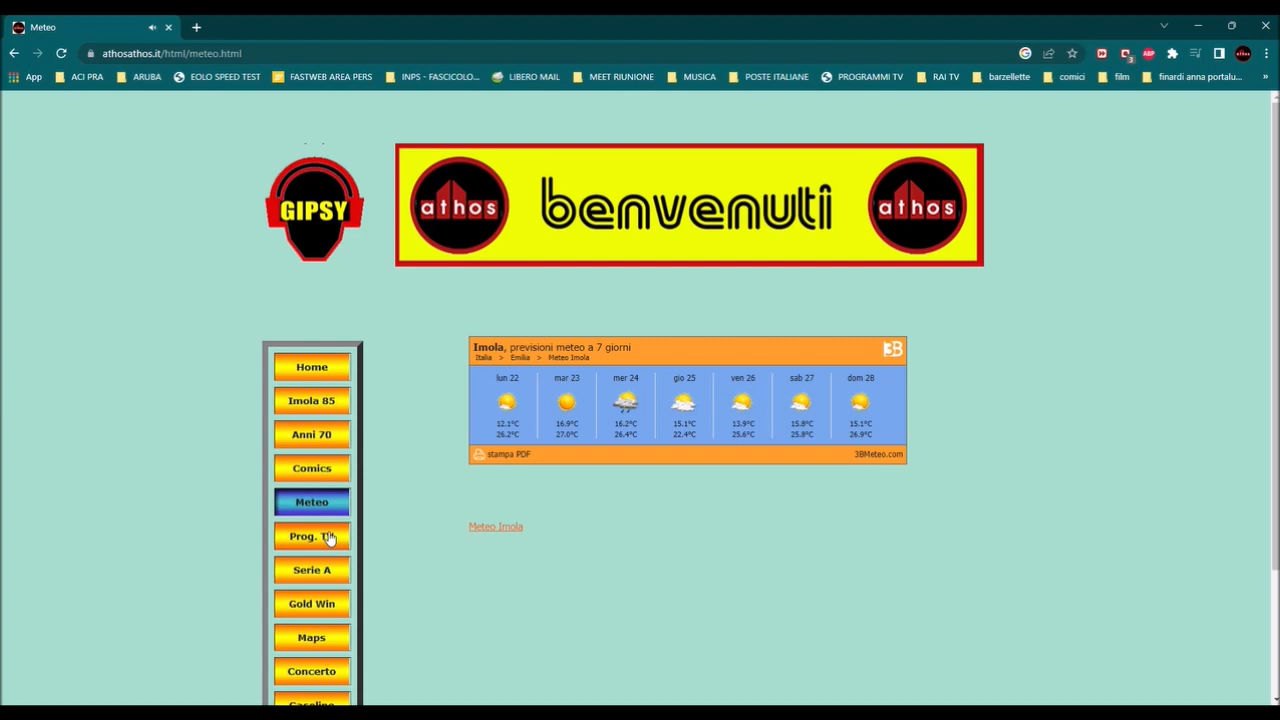 Meteo
athosathos.it/html/meteo.html
App
ACI PRA
ARUBA
EOLO SPEED TEST
FASTWEB AREA PERS
INPS - FASCICOLO...
LIBERO MAIL
MEET RIUNIONE
MUSICA
POSTE ITALIANE
PROGRAMMI TV
RAI TV
barzellette
comici
film
finardi anna portalu...
»
GIPSY
athos
benvenuti
athos
Imola, previsioni meteo a 7 giorni
3B
Italia > Emilia > Meteo Imola
lun 22 mar 23 mer 24 gio 25 ven 26 sab 27 dom 28
12.1°C 16.9°C 16.2°C 15.1°C 13.9°C 15.8°C 15.1°C
26.2°C 27.0°C 26.4°C 22.4°C 25.6°C 25.8°C 26.9°C
stampa PDF
3BMeteo.com
Meteo Imola
Home
Imola 85
Anni 70
Comics
Meteo
Prog.
Serie A
Gold Win
Maps
Concerto